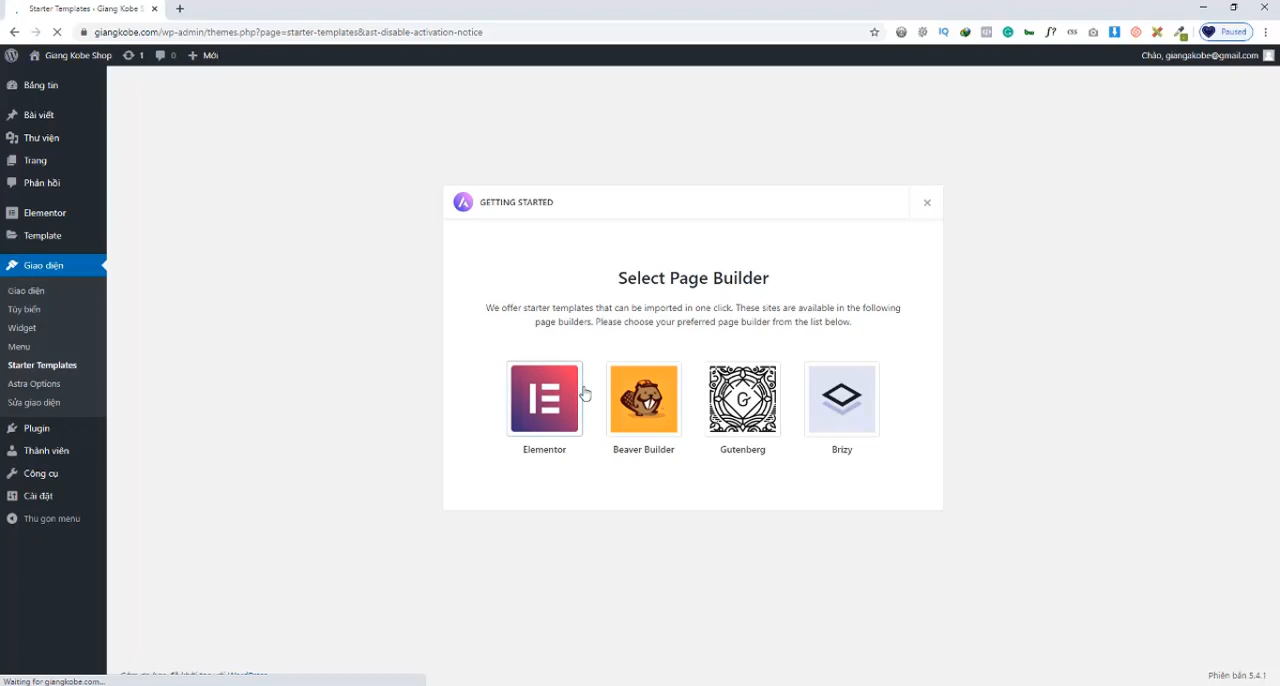 Starter Templates ‹ Giang Kobe S
giangkobe.com/wp-admin/themes.php?page=starter-templates&ast-disable-activation-notice
IQ
f?
css
Paused
Giang Kobe Shop
1
0
Mới
Chào, giangakobe@gmail.com
Bảng tin
Bài viết
Thư viện
Trang
Phản hồi
Elementor
Template
Giao diện
Giao diện
Tùy biến
Widget
Menu
Starter Templates
Astra Options
Sửa giao diện
Plugin
Thành viên
Công cụ
Cài đặt
Thu gọn menu
GETTING STARTED
Select Page Builder
We offer starter templates that can be imported in one click. These sites are available in the following
page builders. Please choose your preferred page builder from the list below.
G
Elementor
Beaver Builder
Gutenberg
Brizy
Waiting for giangkobe.com...
Phiên bản 5.4.1